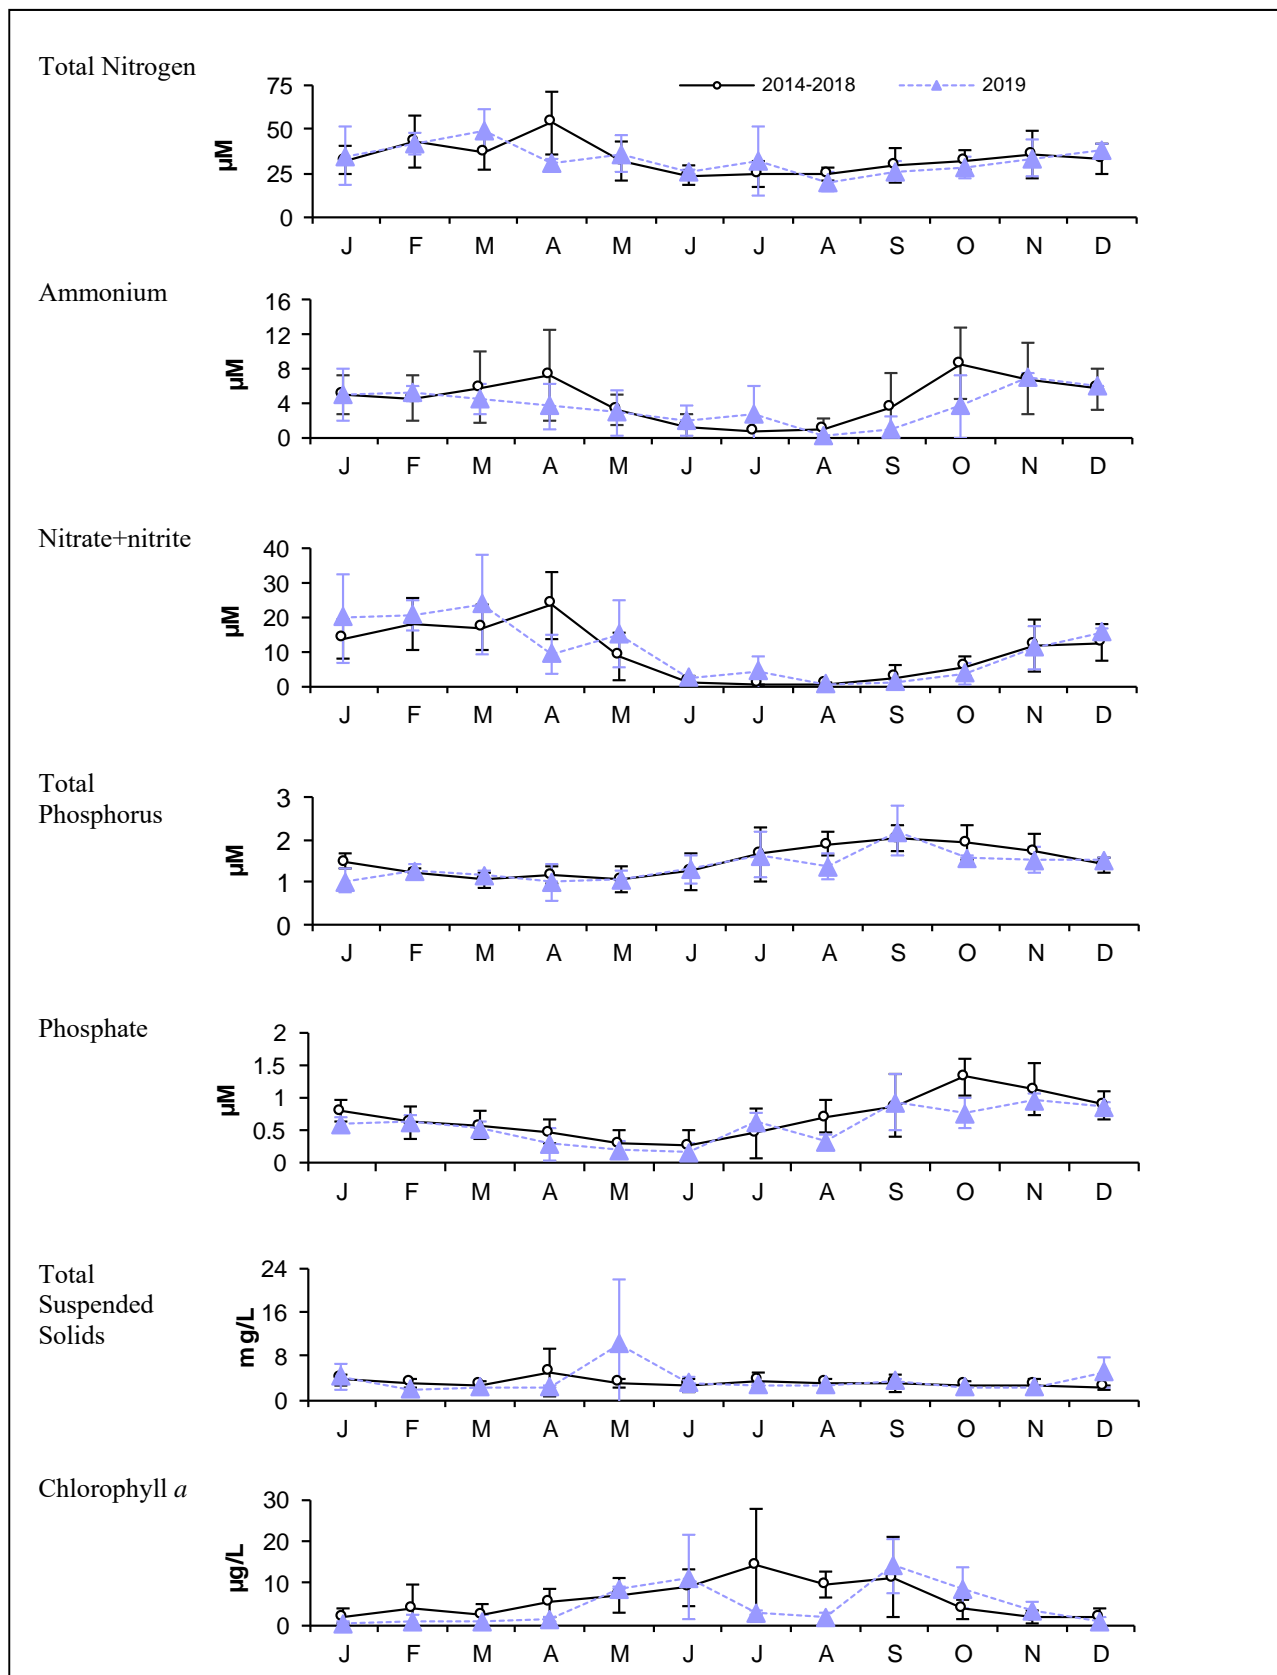 Total Nitrogen
2014-2018
2019
75
50
25
0
µM
J F M A M J J A S O N D
Ammonium
16
12
8
4
0
µM
J F M A M J J A S O N D
Nitrate+nitrite
40
30
20
10
0
µM
J F M A M J J A S O N D
Total
Phosphorus
3
2
1
0
µM
J F M A M J J A S O N D
Phosphate
2
1.5
1
0.5
0
µM
J F M A M J J A S O N D
Total
Suspended
Solids
24
16
8
0
mg/L
J F M A M J J A S O N D
Chlorophyll a
30
20
10
0
µg/L
J F M A M J J A S O N D